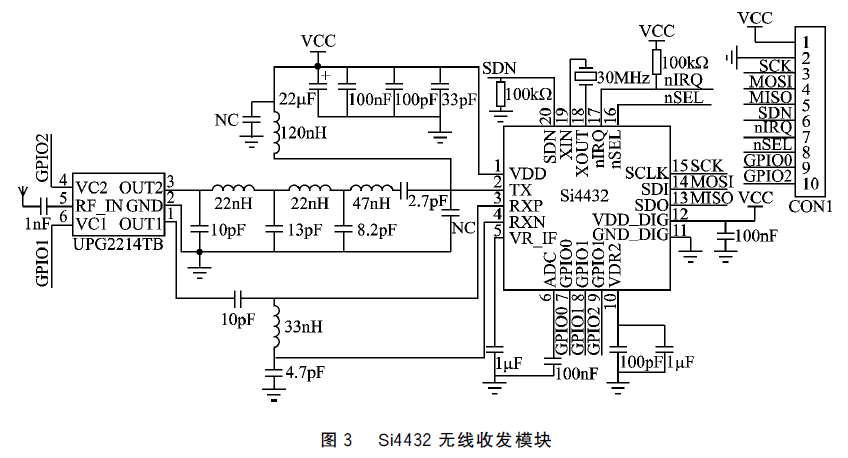 VCC
22μF
+
100nF
100pF
33pF
NC
120nH
SDN
100kΩ
30MHz
VCC
100kΩ
nIRQ
nSEL
20
19
18
17
16
SDN
XIN
XOUT
nIRQ
nSEL
VCC
1
2
SCK
3
MOSI
4
MISO
5
SDN
6
nIRQ
7
nSEL
8
GPIO0
9
GPIO2
10
CON1
GPIO2
4
VC2
OUT2
3
5
RF_IN
GND
2
6
VC1
OUT1
1
1nF
UPG2214TB
GPIO1
22nH
22nH
47nH
2.7pF
10pF
13pF
8.2pF
NC
1
VDD
2
TX
3
RXP
4
RXN
5
VR_IF
Si4432
SCLK
15
SCK
SDI
14
MOSI
SDO
13
MISO
VDD_DIG
12
GND_DIG
11
VCC
100nF
ADC
GPIO0
GPIO1
GPIO1
VDR2
6
7
8
9
10
GPIO0
GPIO1
GPIO2
10pF
33nH
4.7pF
1μF
100nF
100pF
1μF
图 3 Si4432 无线收发模块